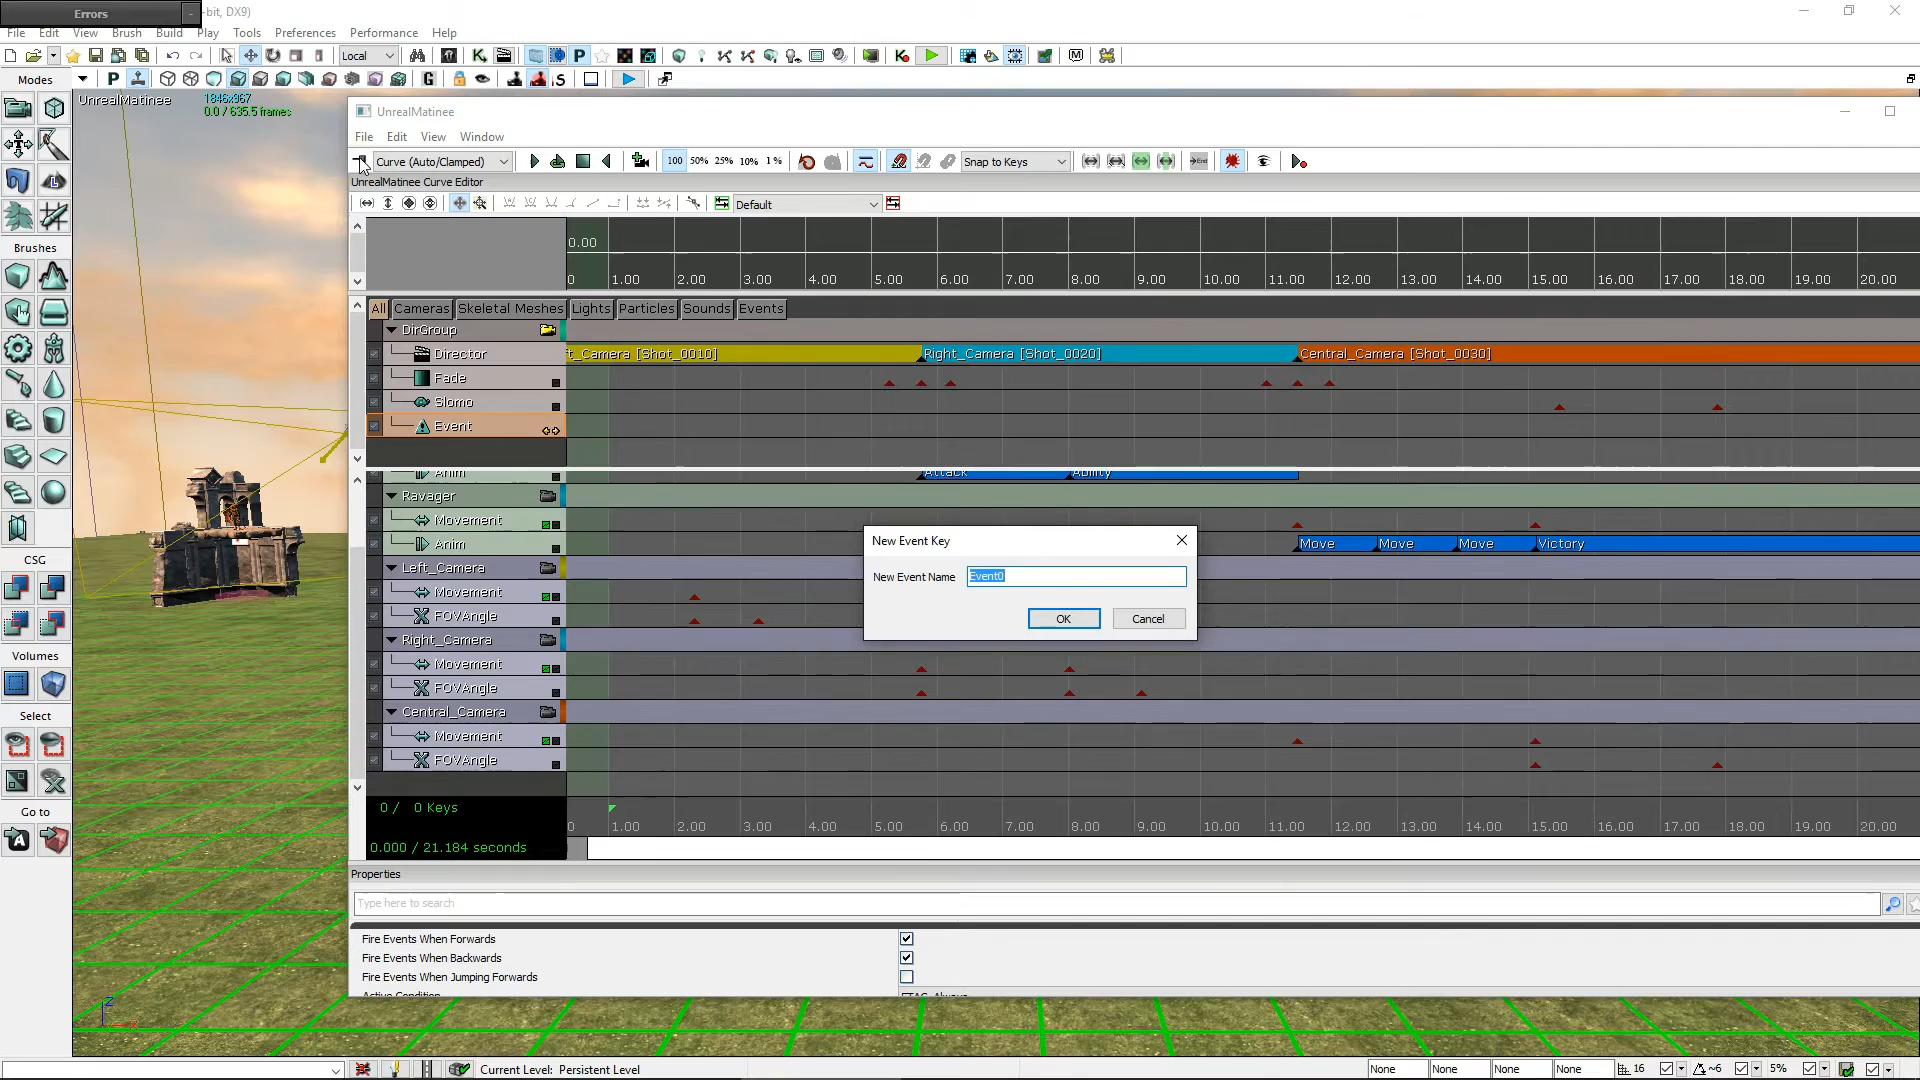 Errors
-
-bit, DX9)
File Edit View Brush Build Play Tools Preferences Performance Help
Local
Modes
UnrealMatinee
1846x967
0.0 / 635.5 frames
UnrealMatinee
File Edit View Window
Curve (Auto/Clamped)
100 50% 25% 10% 1 %
Snap to Keys
End
UnrealMatinee Curve Editor
Default
0.00
0 1.00 2.00 3.00 4.00 5.00 6.00 7.00 8.00 9.00 10.00 11.00 12.00 13.00 14.00 15.00 16.00 17.00 18.00 19.00 20.00
All Cameras Skeletal Meshes Lights Particles Sounds Events
DirGroup
Director
t_Camera [Shot_0010] Right_Camera [Shot_0020] Central_Camera [Shot_0030]
Fade
Slomo
Event
Anim
Attack Ability
Ravager
Movement
Anim
Move Move Move Victory
Left_Camera
Movement
FOVAngle
Right_Camera
Movement
FOVAngle
Central_Camera
Movement
FOVAngle
New Event Key
New Event Name Event0
OK Cancel
Brushes
CSG
Volumes
Select
Go to
0 / 0 Keys
0 1.00 2.00 3.00 4.00 5.00 6.00 7.00 8.00 9.00 10.00 11.00 12.00 13.00 14.00 15.00 16.00 17.00 18.00 19.00 20.00
0.000 / 21.184 seconds
Properties
Type here to search
Fire Events When Forwards
Fire Events When Backwards
Fire Events When Jumping Forwards
Active Condition
ETAC_Always
Z
Current Level: Persistent Level
None None None None 16 ~6 5%